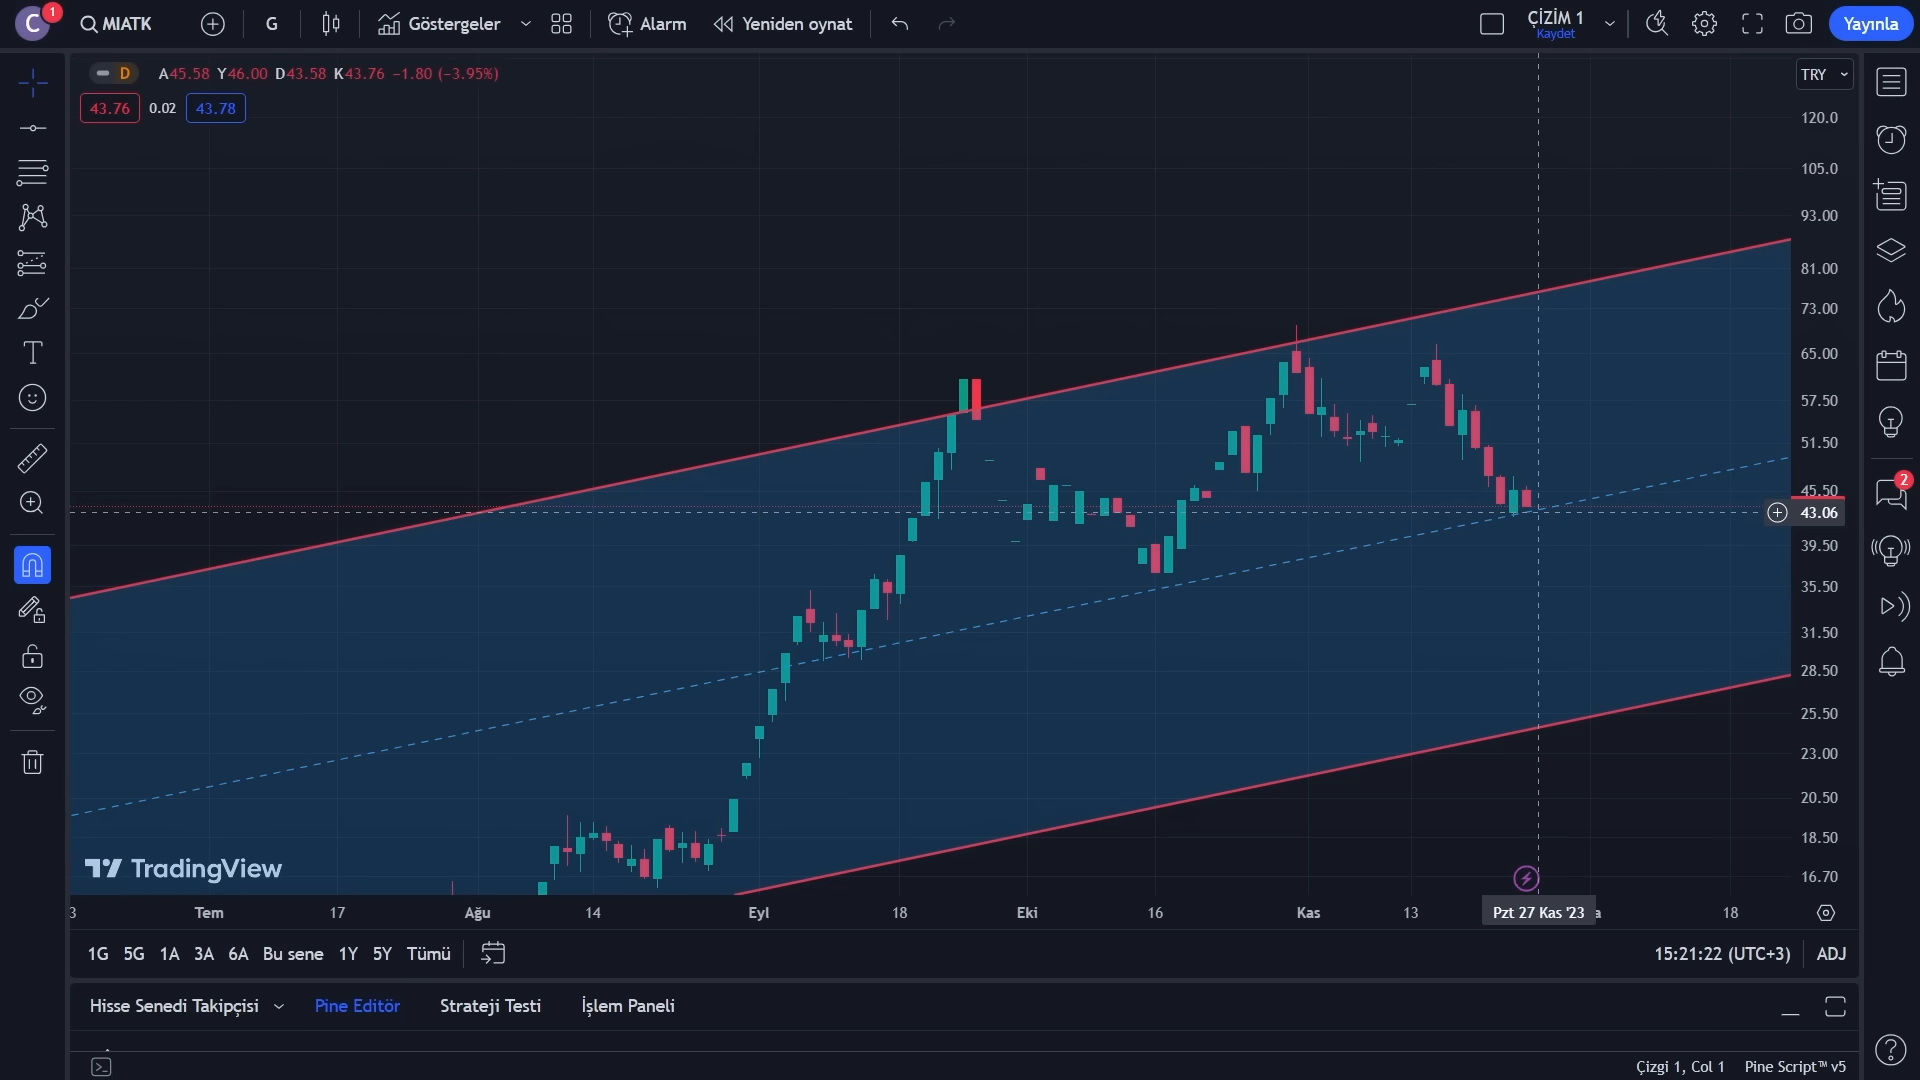 C
1
MIATK
G
Göstergeler
Alarm
Yeniden oynat
ÇİZİM 1
Kaydet
Yayınla
D A45.58 Y46.00 D43.58 K43.76 −1.80 (−3.95%)
43.76 0.02 43.78
TRY
120.0
105.0
93.00
81.00
73.00
65.00
57.50
51.50
45.50
43.06
39.50
35.50
31.50
28.50
25.50
23.00
20.50
18.50
16.70
2
TradingView
3 Tem 17 Ağu 14 Eyl 18 Eki 16 Kas 13 Pzt 27 Kas '23 a 18
1G 5G 1A 3A 6A Bu sene 1Y 5Y Tümü
15:21:22 (UTC+3) ADJ
Hisse Senedi Takipçisi Pine Editör Strateji Testi İşlem Paneli
Çizgi 1, Col 1 Pine Script™ v5